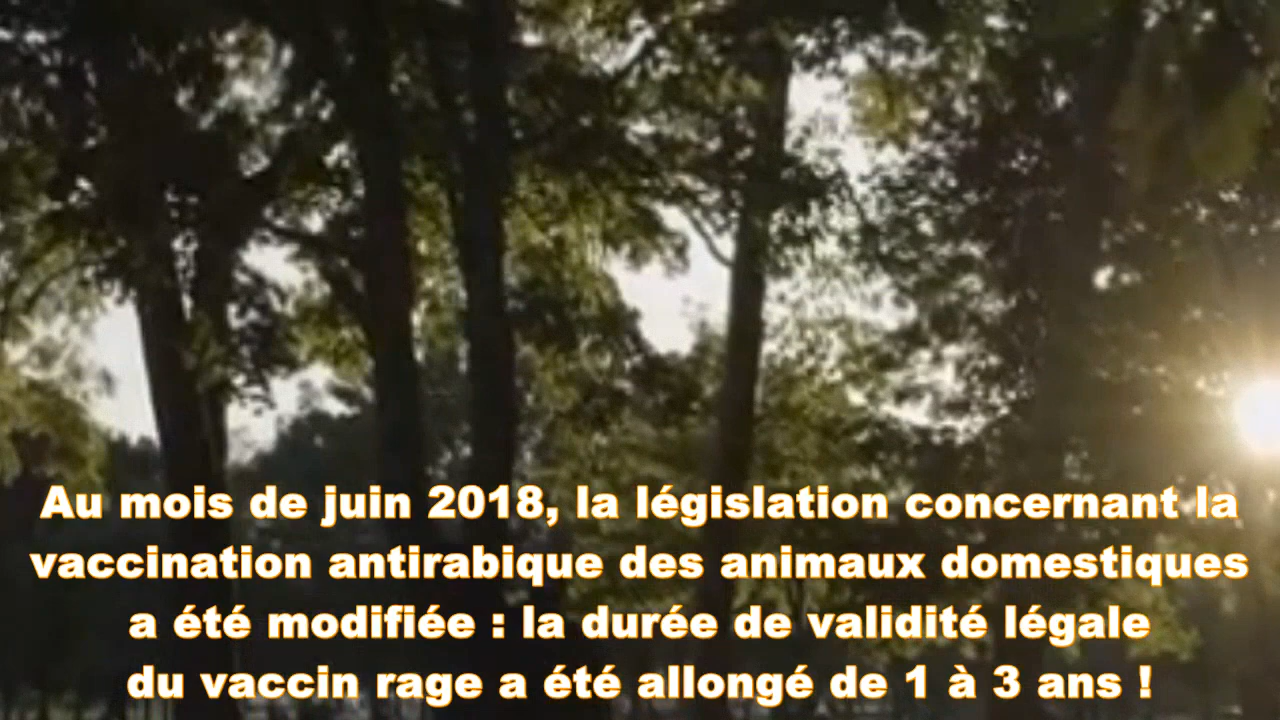 Au mois de juin 2018, la législation concernant la
vaccination antirabique des animaux domestiques
a été modifiée : la durée de validité légale
du vaccin rage a été allongé de 1 à 3 ans !